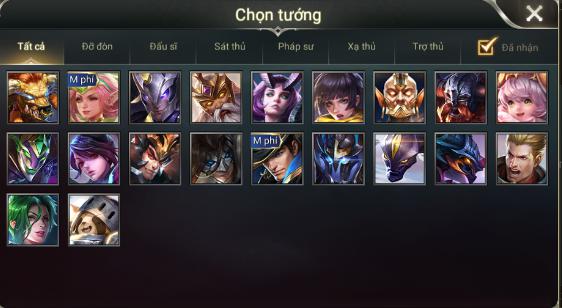 Chọn tướng
Tất cả Đỡ đòn Đấu sĩ Sát thủ Pháp sư Xạ thủ Trợ thủ Đã nhận
M phí
M phí